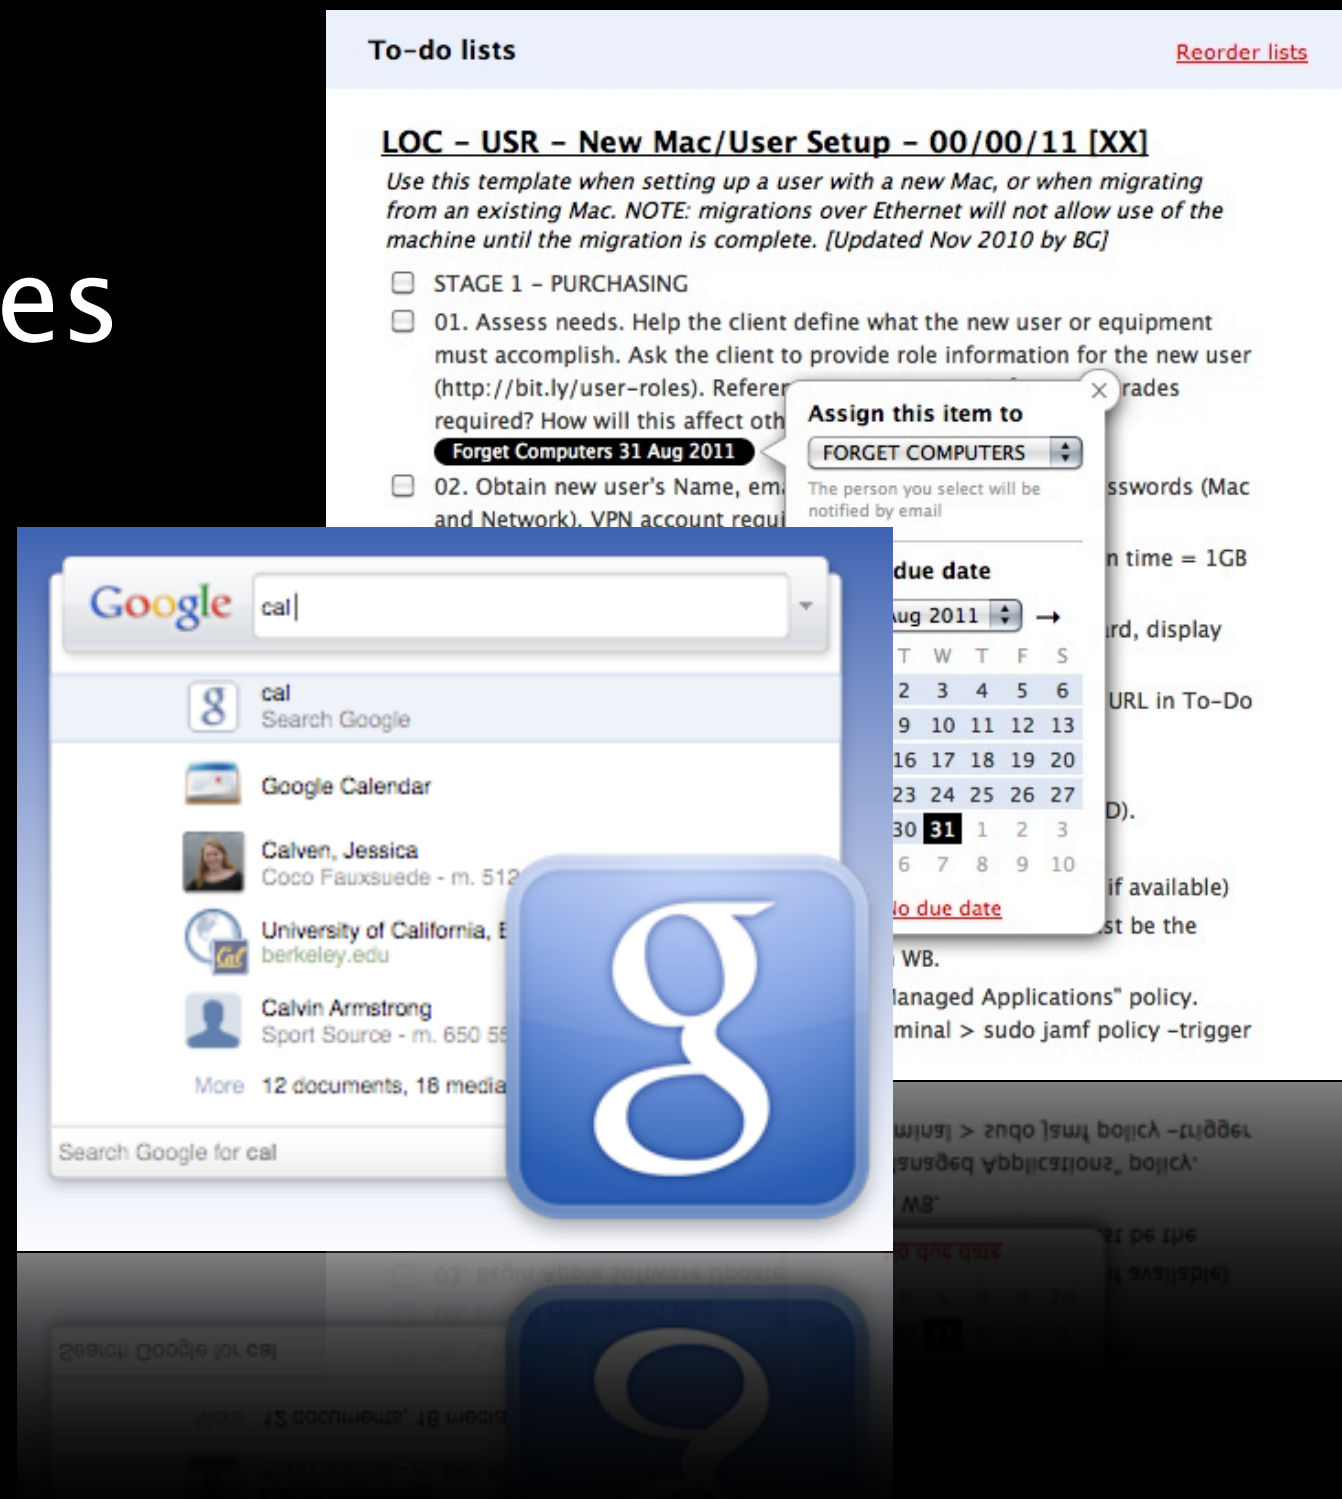 es
To-do lists
Reorder lists
LOC - USR - New Mac/User Setup - 00/00/11 [XX]
Use this template when setting up a user with a new Mac, or when migrating
from an existing Mac. NOTE: migrations over Ethernet will not allow use of the
machine until the migration is complete. [Updated Nov 2010 by BG]
STAGE 1 - PURCHASING
01. Assess needs. Help the client define what the new user or equipment
must accomplish. Ask the client to provide role information for the new user
(http://bit.ly/user-roles). Refere
rades
required? How will this affect oth
Forget Computers 31 Aug 2011
02. Obtain new user's Name, ema
sswords (Mac
and Network). VPN account requi
n time = 1GB
rd, display
URL in To-Do
D).
if available)
st be the
WB.
lanaged Applications" policy.
minal > sudo jamf policy -trigger
Assign this item to
FORGET COMPUTERS
The person you select will be
notified by email
due date
ug 2011 →
T W T F S
2 3 4 5 6
9 10 11 12 13
16 17 18 19 20
23 24 25 26 27
30 31 1 2 3
6 7 8 9 10
No due date
Google cal
cal
Search Google
Google Calendar
Calven, Jessica
Coco Fauxsuede - m. 512
University of California, B
berkeley.edu
Cal
Calvin Armstrong
Sport Source - m. 650 55
More 12 documents, 18 media
Search Google for cal
g